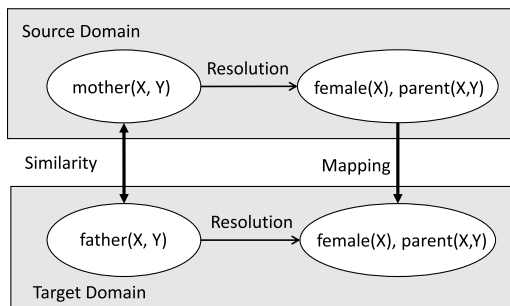 Source Domain
Resolution
mother(X, Y)
female(X), parent(X,Y)
Similarity
Mapping
Resolution
father(X, Y)
female(X), parent(X,Y)
Target Domain